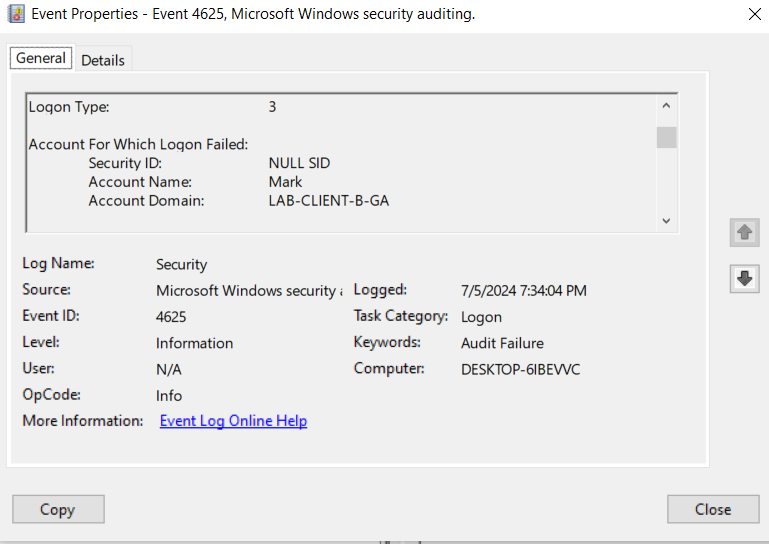 Event Properties - Event 4625, Microsoft Windows security auditing.
General Details
Logon Type: 3
Account For Which Logon Failed:
Security ID: NULL SID
Account Name: Mark
Account Domain: LAB-CLIENT-B-GA
Log Name: Security
Source: Microsoft Windows security a Logged: 7/5/2024 7:34:04 PM
Event ID: 4625 Task Category: Logon
Level: Information Keywords: Audit Failure
User: N/A Computer: DESKTOP-6IBEVVC
OpCode: Info
More Information: Event Log Online Help
Copy Close